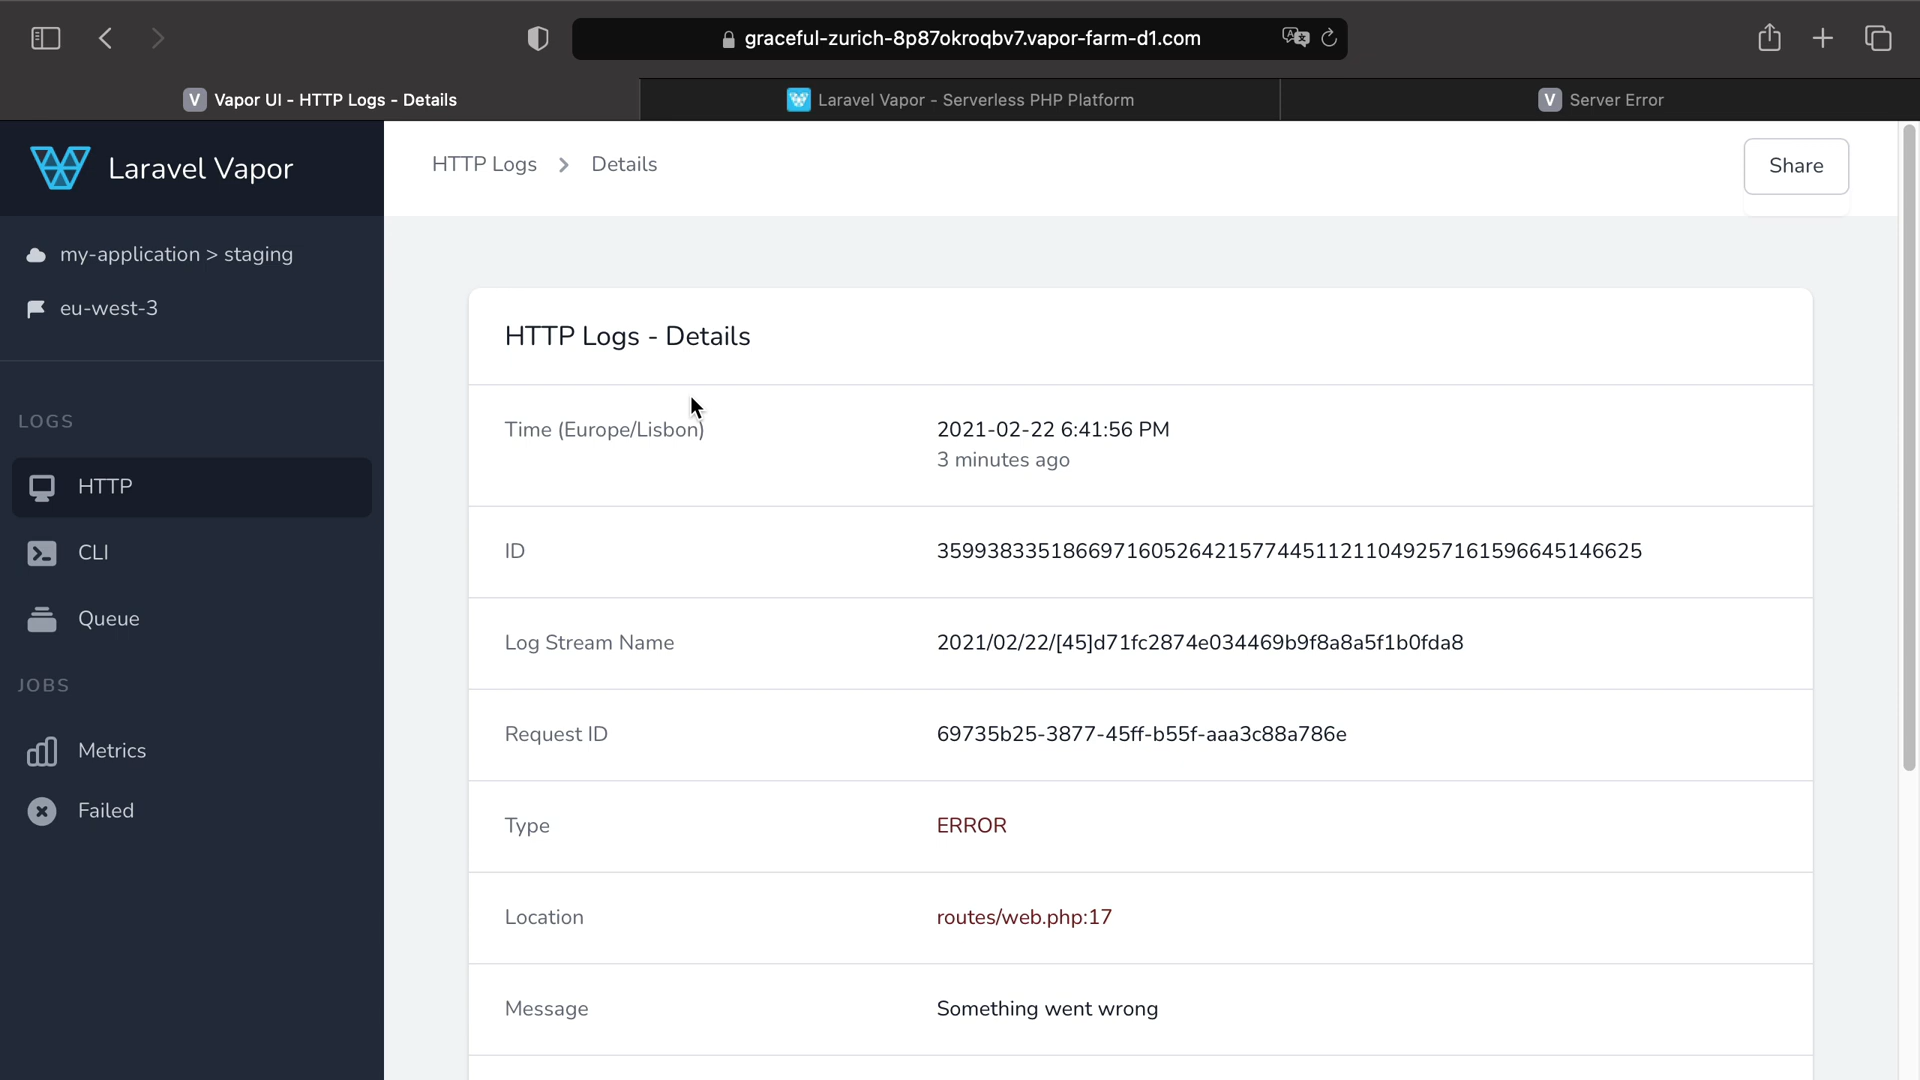 graceful-zurich-8p87okroqbv7.vapor-farm-d1.com
V Vapor UI - HTTP Logs - Details
Laravel Vapor - Serverless PHP Platform
V Server Error
Laravel Vapor
HTTP Logs > Details
Share
my-application > staging
eu-west-3
HTTP Logs - Details
LOGS
HTTP
CLI
Queue
JOBS
Metrics
Failed
Time (Europe/Lisbon)
2021-02-22 6:41:56 PM
3 minutes ago
ID
35993833518669716052642157744511211049257161596645146625
Log Stream Name
2021/02/22/[45]d71fc2874e034469b9f8a8a5f1b0fda8
Request ID
69735b25-3877-45ff-b55f-aaa3c88a786e
Type
ERROR
Location
routes/web.php:17
Message
Something went wrong